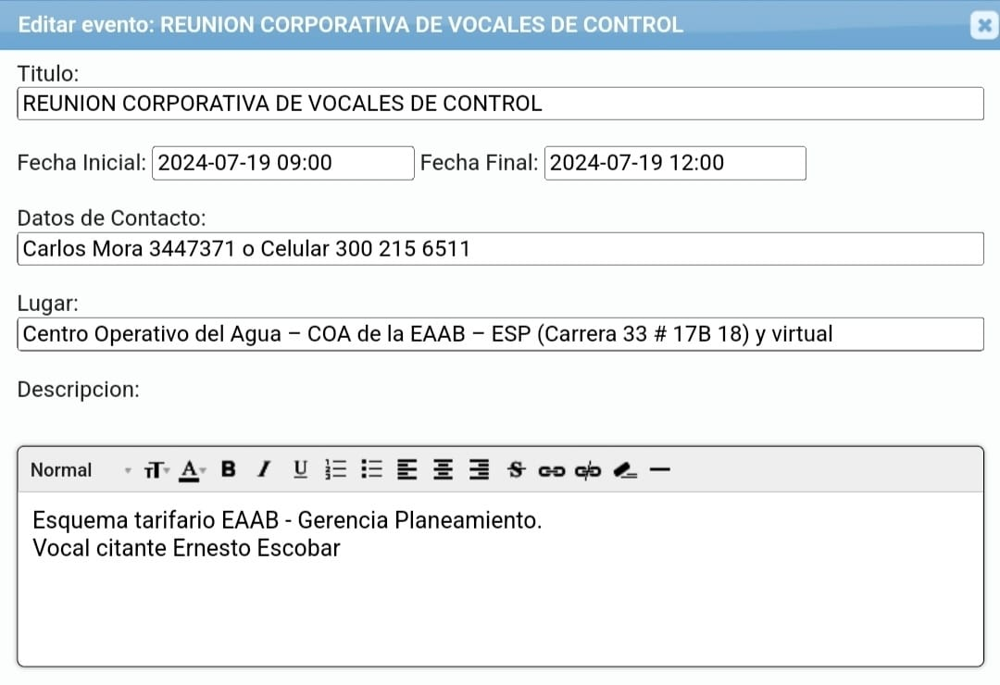 Editar evento: REUNION CORPORATIVA DE VOCALES DE CONTROL
Titulo:
REUNION CORPORATIVA DE VOCALES DE CONTROL
Fecha Inicial: 2024-07-19 09:00 Fecha Final: 2024-07-19 12:00
Datos de Contacto:
Carlos Mora 3447371 o Celular 300 215 6511
Lugar:
Centro Operativo del Agua – COA de la EAAB – ESP (Carrera 33 # 17B 18) y virtual
Descripcion:
Normal
Esquema tarifario EAAB - Gerencia Planeamiento.
Vocal citante Ernesto Escobar